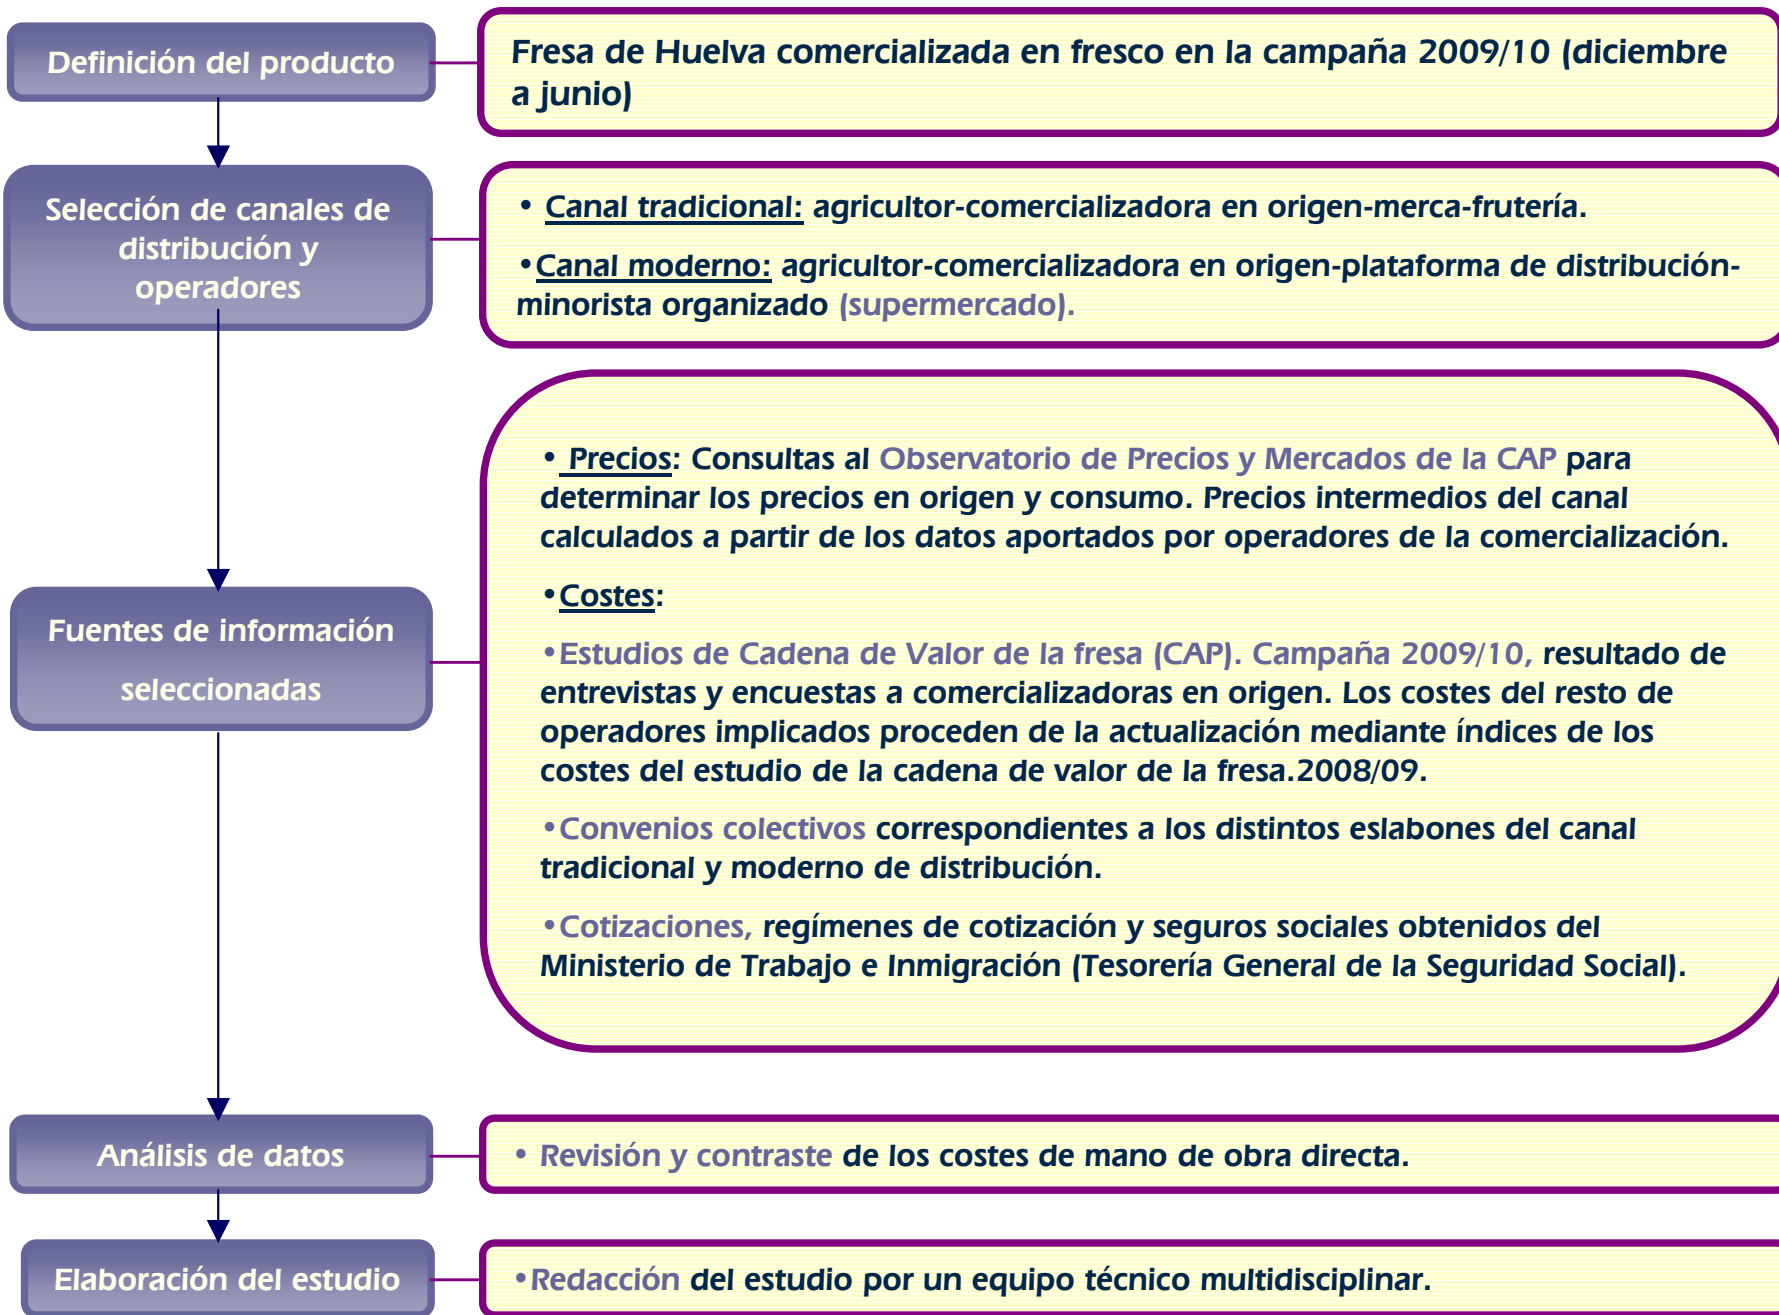 Definición del producto
Fresa de Huelva comercializada en fresco en la campaña 2009/10 (diciembre
a junio)
Selección de canales de
distribución y
operadores
• Canal tradicional: agricultor-comercializadora en origen-merca-frutería.
•Canal moderno: agricultor-comercializadora en origen-plataforma de distribución-
minorista organizado (supermercado).
Fuentes de información
seleccionadas
• Precios: Consultas al Observatorio de Precios y Mercados de la CAP para
determinar los precios en origen y consumo. Precios intermedios del canal
calculados a partir de los datos aportados por operadores de la comercialización.
•Costes:
•Estudios de Cadena de Valor de la fresa (CAP). Campaña 2009/10, resultado de
entrevistas y encuestas a comercializadoras en origen. Los costes del resto de
operadores implicados proceden de la actualización mediante índices de los
costes del estudio de la cadena de valor de la fresa.2008/09.
•Convenios colectivos correspondientes a los distintos eslabones del canal
tradicional y moderno de distribución.
•Cotizaciones, regímenes de cotización y seguros sociales obtenidos del
Ministerio de Trabajo e Inmigración (Tesorería General de la Seguridad Social).
Análisis de datos
• Revisión y contraste de los costes de mano de obra directa.
Elaboración del estudio
•Redacción del estudio por un equipo técnico multidisciplinar.